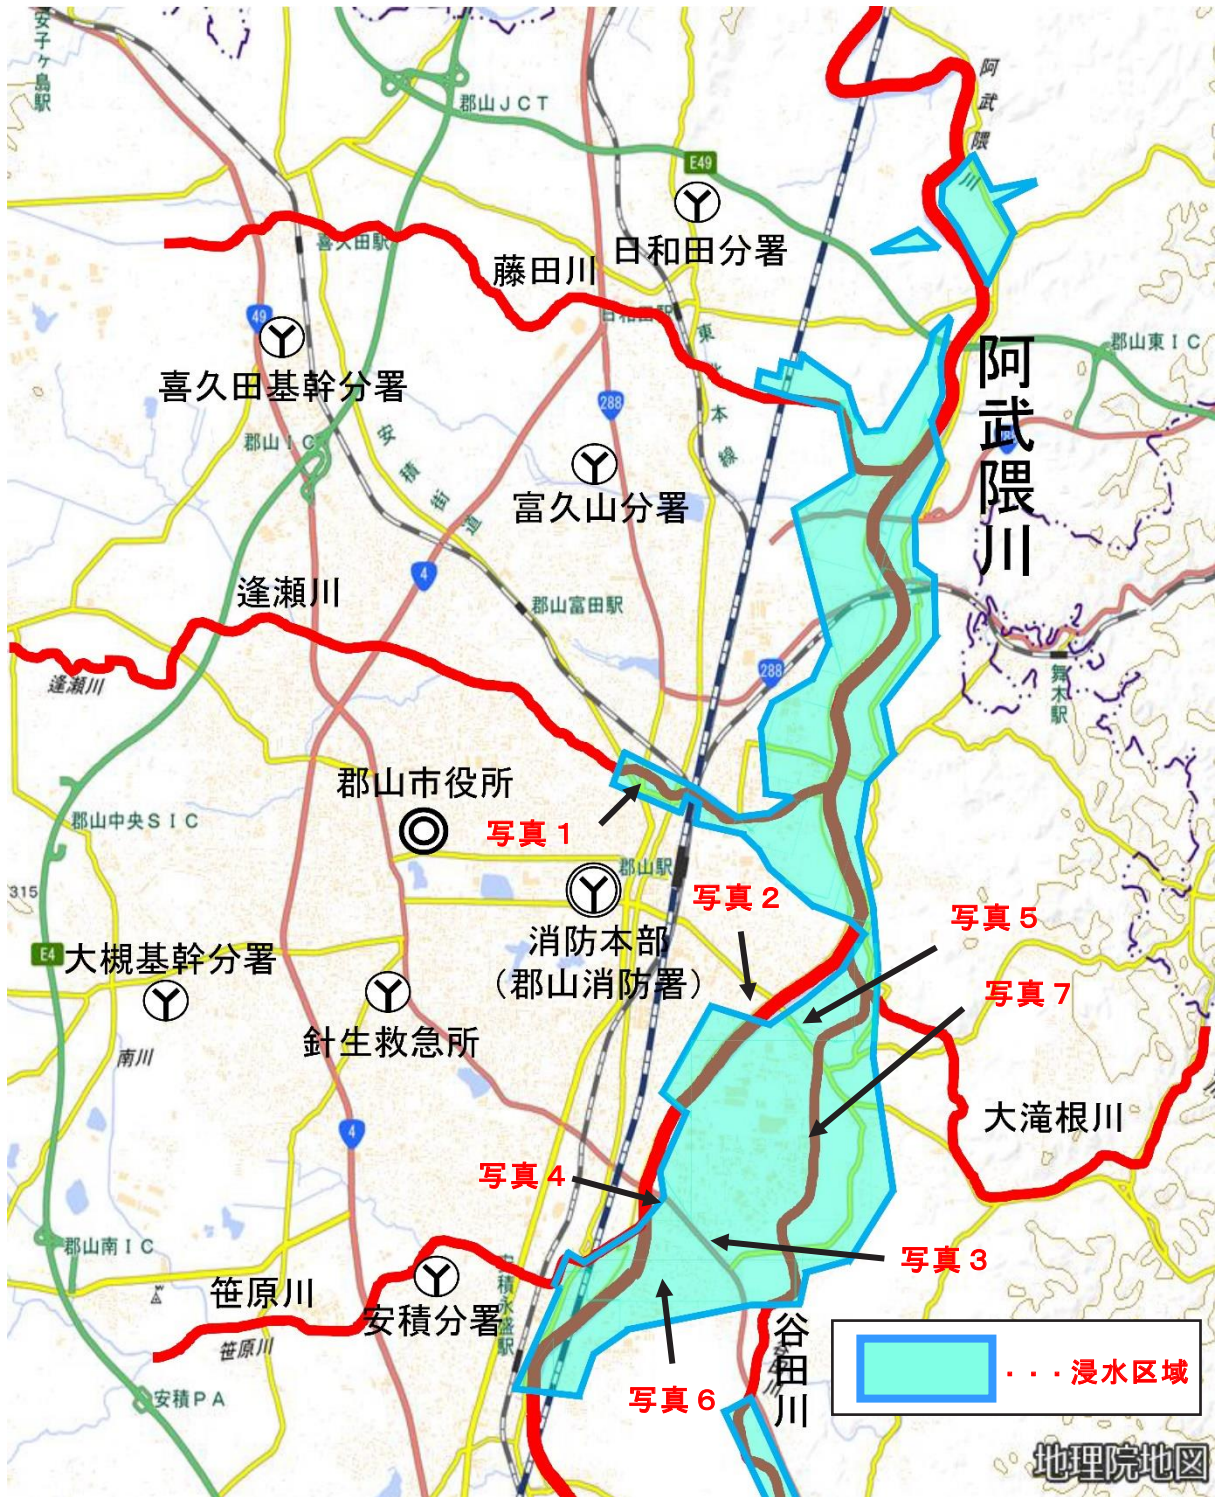 安子ヶ島駅
郡山ＪＣＴ
阿武隈川
E49
日和田分署
喜久田駅
藤田川
日和田駅
49
東北本線
阿武隈川
郡山東ＩＣ
喜久田基幹分署
288
郡山ＩＣ
安積街道
富久山分署
4
逢瀬川
郡山富田駅
逢瀬川
288
舞木駅
郡山市役所
郡山中央ＳＩＣ
写真１
郡山駅
315
写真２
写真５
E4
大槻基幹分署
消防本部
（郡山消防署）
写真７
針生救急所
南川
大滝根川
4
写真４
郡山南ＩＣ
安積永盛駅
写真３
笹原川
安積分署
笹原川
谷田川
写真６
・・・浸水区域
安積ＰＡ
地理院地図